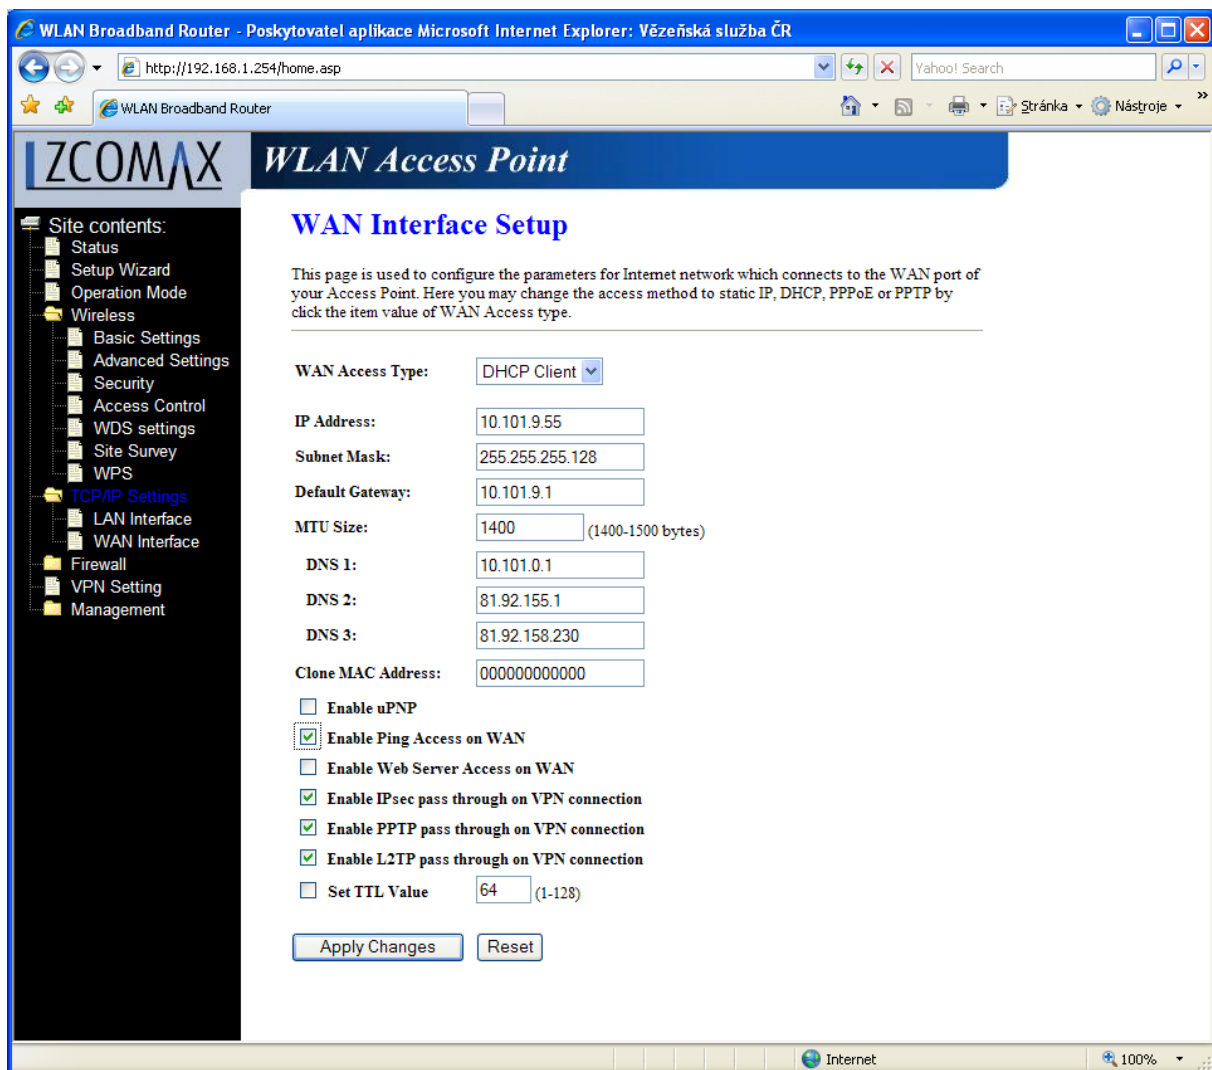 WLAN Broadband Router - Poskytovatel aplikace Microsoft Internet Explorer: Vězeňská služba ČR
http://192.168.1.254/home.asp
Yahoo! Search
WLAN Broadband Router
Stránka
Nástroje
»
ZCOMAX
WLAN Access Point
Site contents:
Status
Setup Wizard
Operation Mode
Wireless
Basic Settings
Advanced Settings
Security
Access Control
WDS settings
Site Survey
WPS
TCP/IP Settings
LAN Interface
WAN Interface
Firewall
VPN Setting
Management
WAN Interface Setup
This page is used to configure the parameters for Internet network which connects to the WAN port of
your Access Point. Here you may change the access method to static IP, DHCP, PPPoE or PPTP by
click the item value of WAN Access type.
WAN Access Type: DHCP Client
IP Address: 10.101.9.55
Subnet Mask: 255.255.255.128
Default Gateway: 10.101.9.1
MTU Size: 1400 (1400-1500 bytes)
DNS 1: 10.101.0.1
DNS 2: 81.92.155.1
DNS 3: 81.92.158.230
Clone MAC Address: 000000000000
Enable uPNP
Enable Ping Access on WAN
Enable Web Server Access on WAN
Enable IPsec pass through on VPN connection
Enable PPTP pass through on VPN connection
Enable L2TP pass through on VPN connection
Set TTL Value 64 (1-128)
Apply Changes Reset
Internet 100%